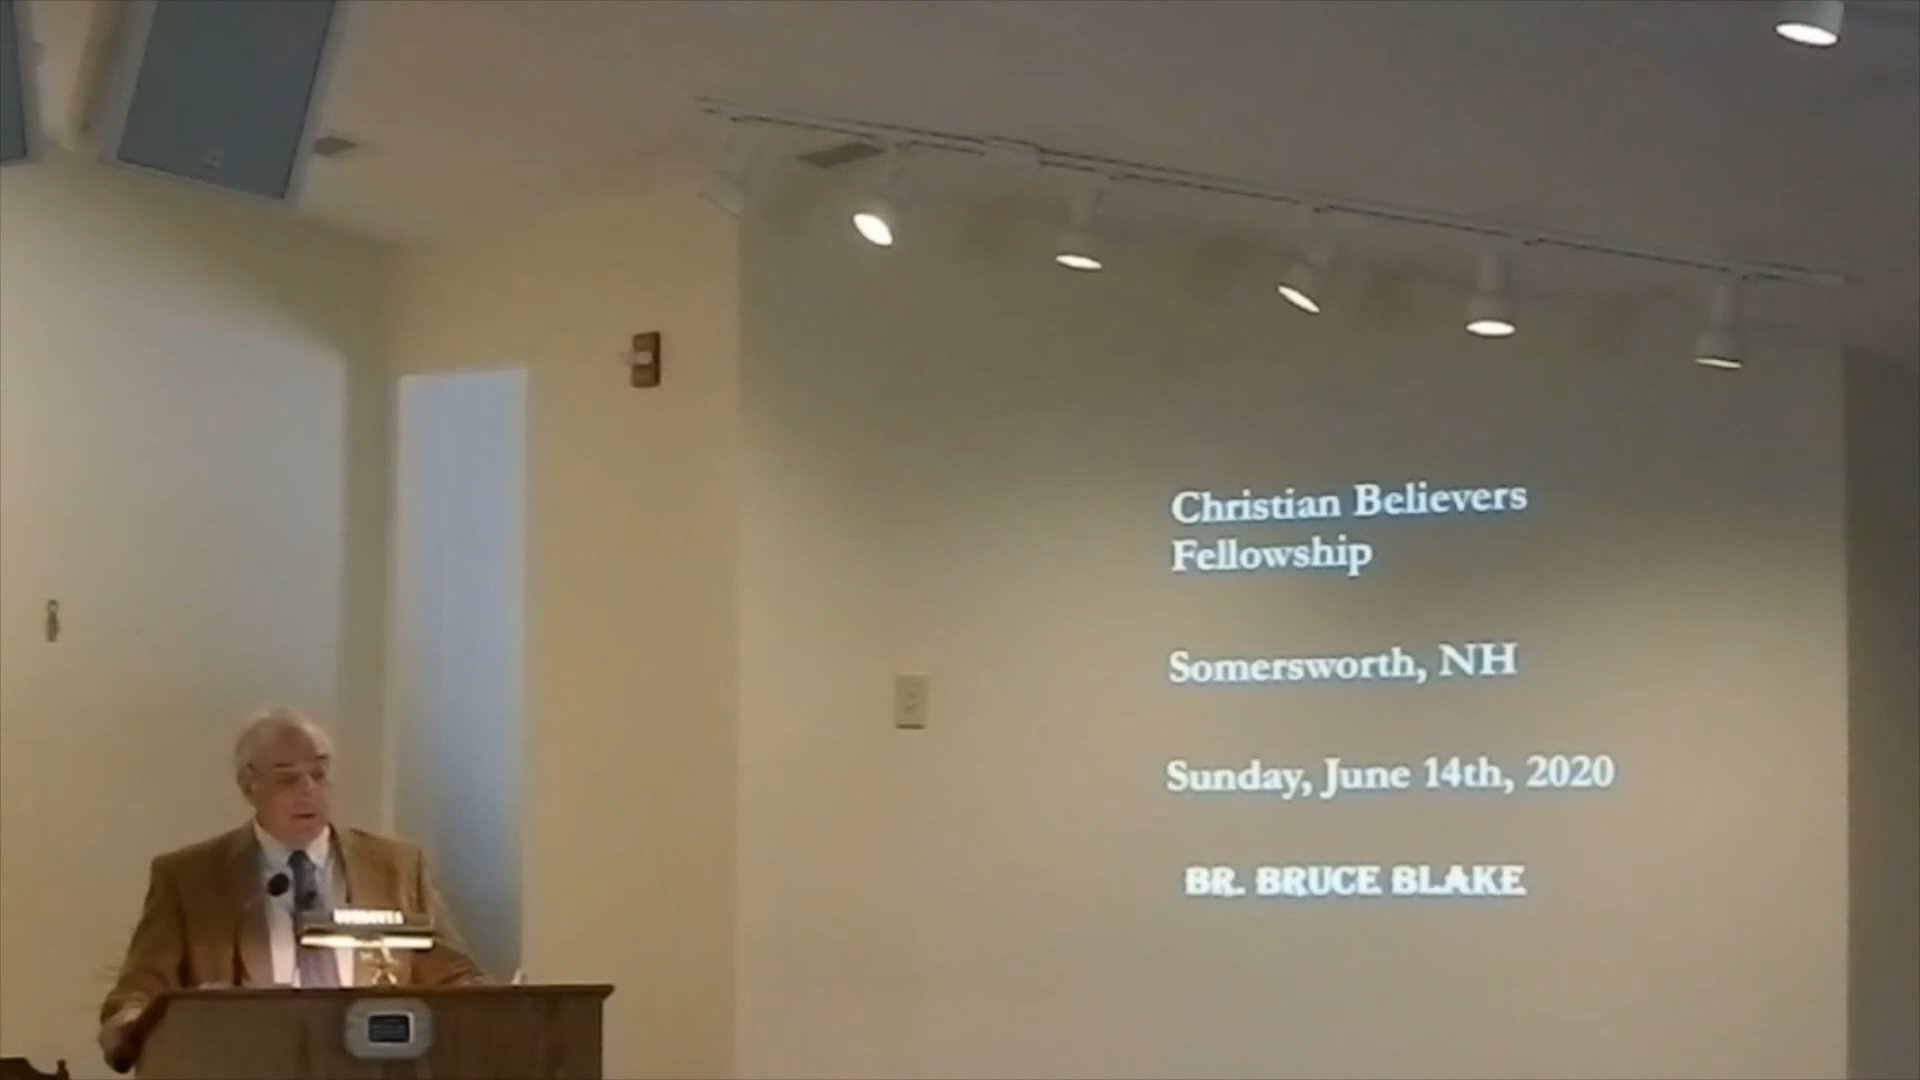 Christian Believers
Fellowship
Somersworth, NH
Sunday, June 14th, 2020
BR. BRUCE BLAKE